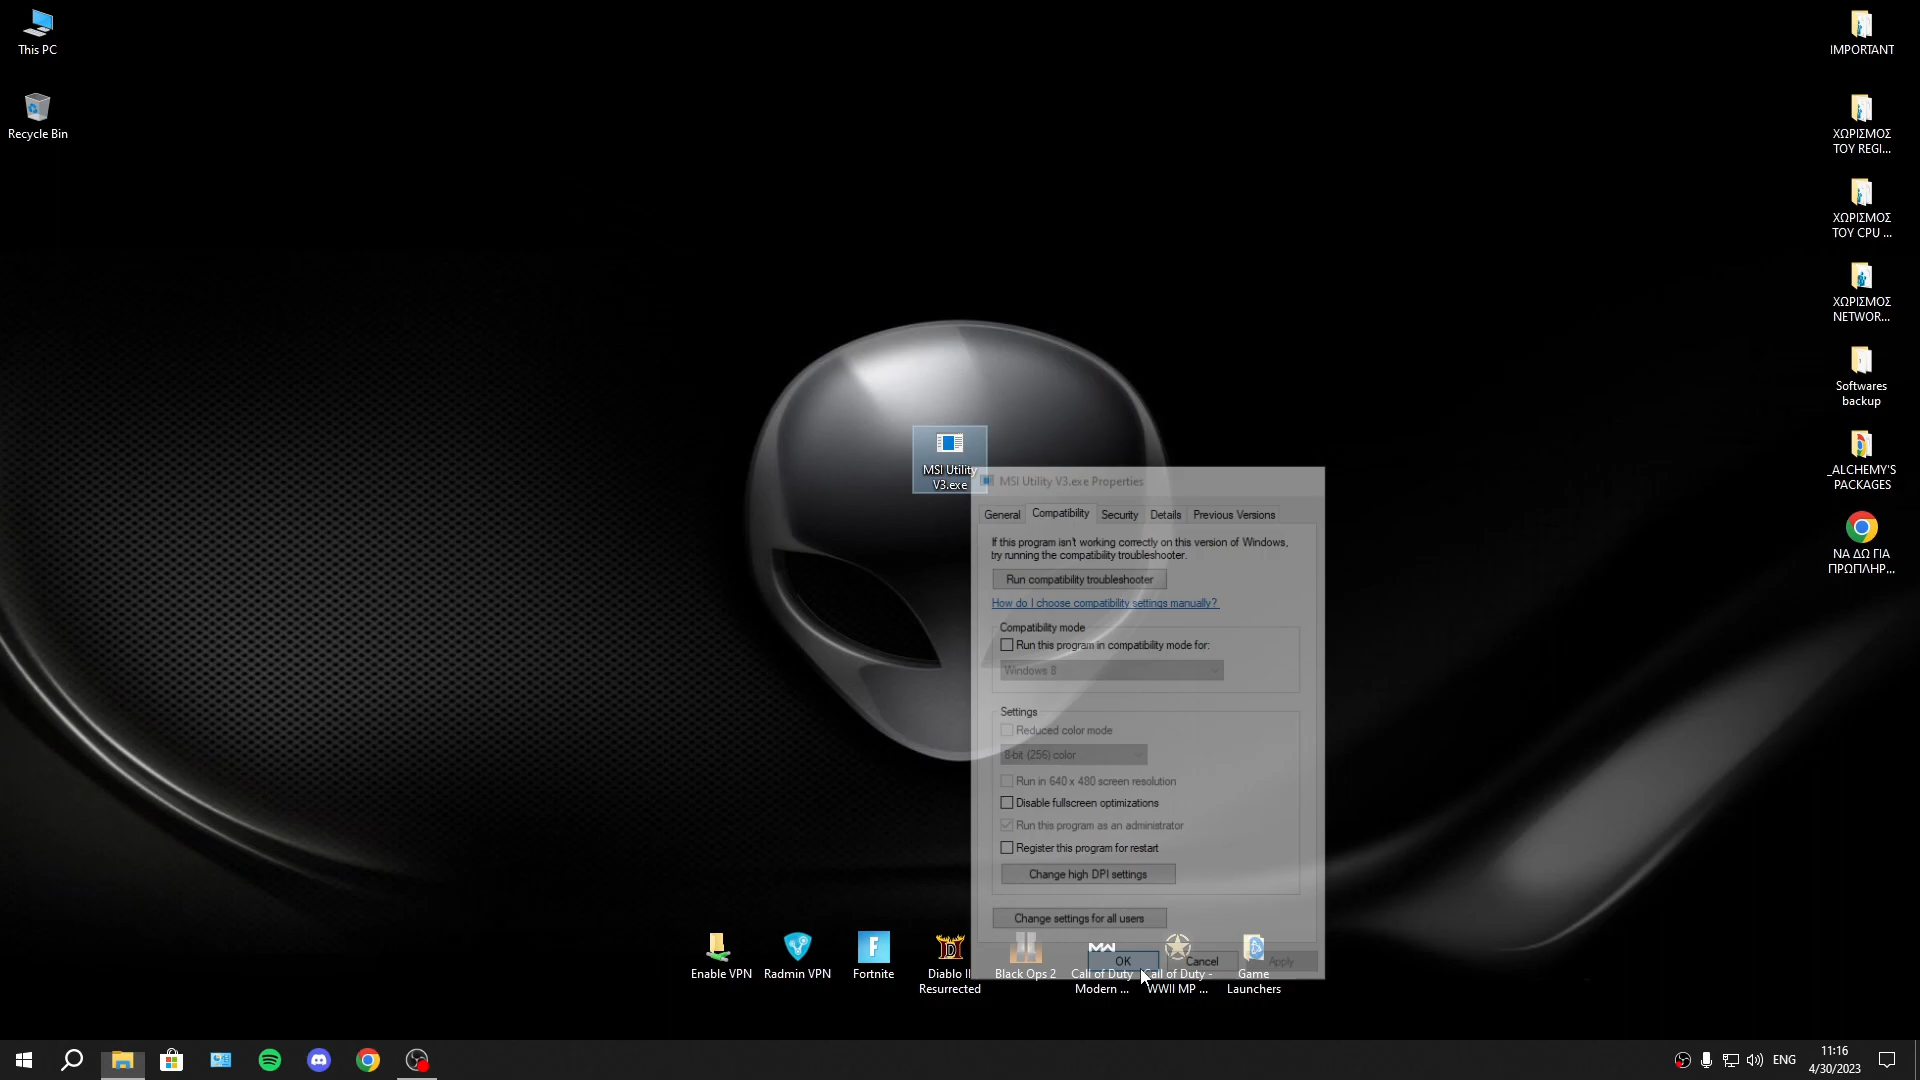 This PC
Recycle Bin
IMPORTANT
ΧΩΡΙΣΜΟΣ
ΤΟΥ REGI...
ΧΩΡΙΣΜΟΣ
ΤΟΥ CPU ...
ΧΩΡΙΣΜΟΣ
NETWOR...
Softwares
backup
_ALCHEMY'S
PACKAGES
ΝΑ ΔΩ ΓΙΑ
ΠΡΩΠΛΗΡ...
MSI Utility
V3.exe
MSI Utility V3.exe Properties
General Compatibility Security Details Previous Versions
If this program isn't working correctly on this version of Windows,
try running the compatibility troubleshooter.
Run compatibility troubleshooter
How do I choose compatibility settings manually?
Compatibility mode
Run this program in compatibility mode for:
Windows 8
Settings
Reduced color mode
8-bit (256) color
Run in 640 x 480 screen resolution
Disable fullscreen optimizations
Run this program as an administrator
Register this program for restart
Change high DPI settings
Change settings for all users
OK Cancel Apply
Enable VPN
Radmin VPN
Fortnite
Diablo II
Resurrected
Black Ops 2
Call of Duty
Modern ...
Call of Duty -
WWII MP ...
Game
Launchers
ENG
11:16
4/30/2023